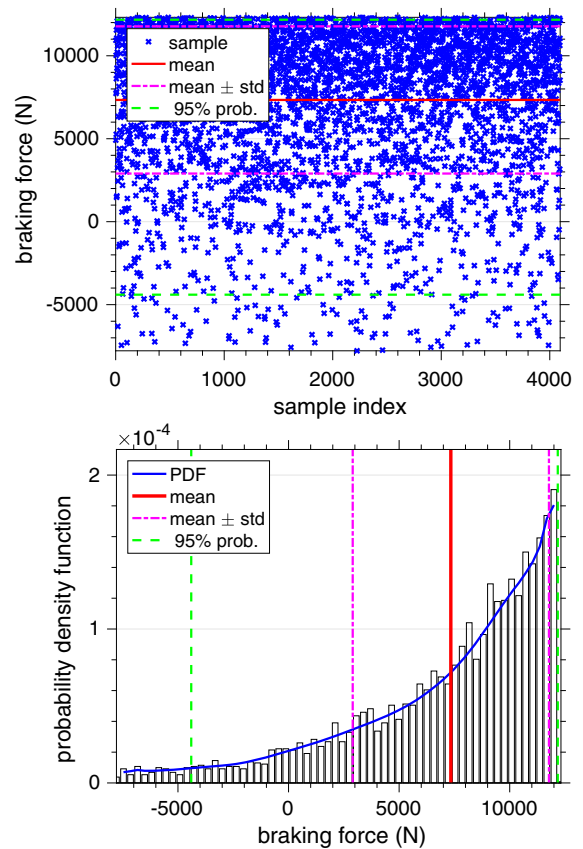 braking force (N)
10000
5000
0
-5000
sample
mean
mean ± std
95% prob.
0
1000
2000
3000
4000
sample index
×10⁻⁴
probability density function
2
1
0
PDF
mean
mean ± std
95% prob.
-5000
0
5000
10000
braking force (N)